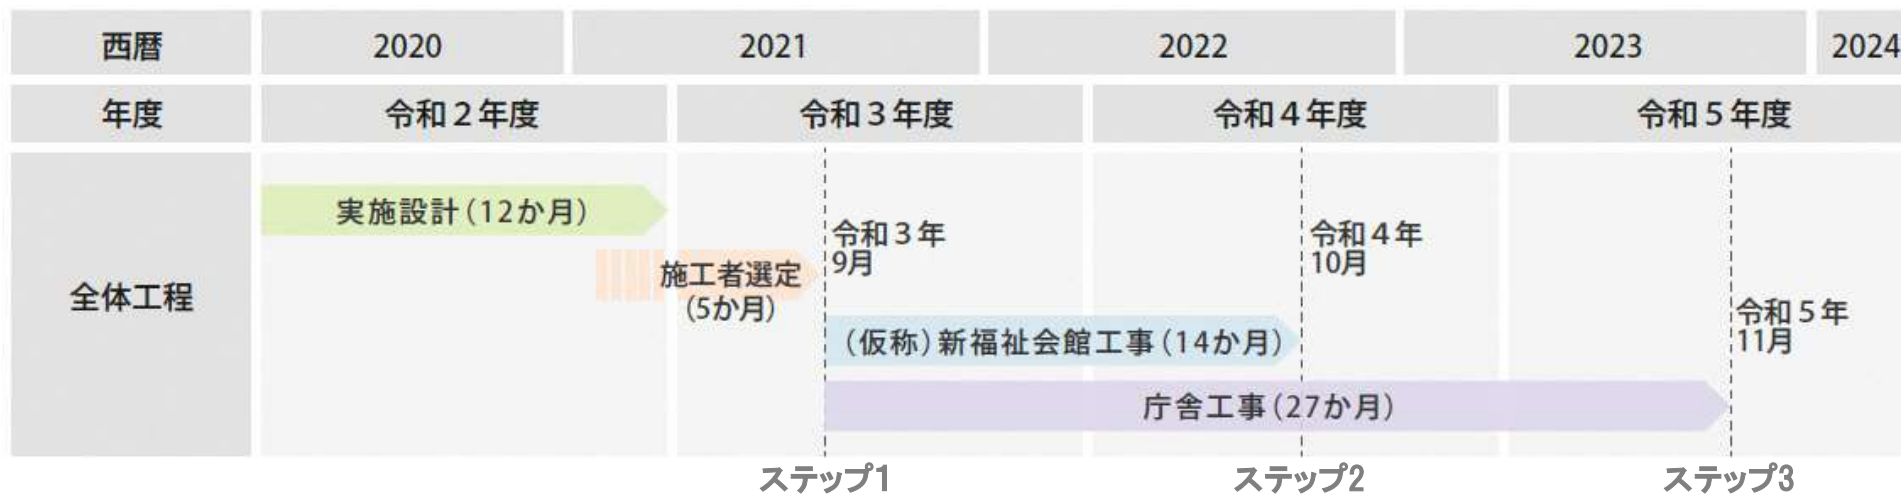 西暦 2020 2021 2022 2023 2024
年度 令和２年度 令和３年度 令和４年度 令和５年度
全体工程
実施設計(12か月)
施工者選定
(5か月)
令和３年
9月
令和４年
10月
令和５年
11月
(仮称)新福祉会館工事(14か月)
庁舎工事(27か月)
ステップ1 ステップ2 ステップ3